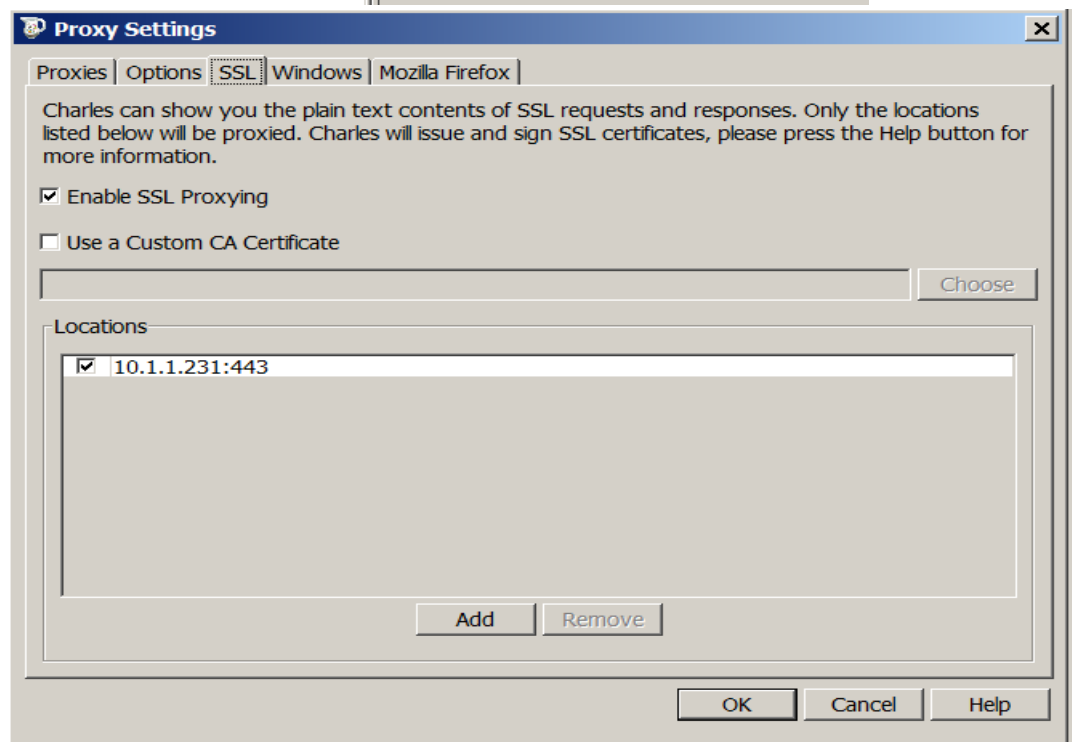 Proxy Settings
Proxies Options SSL Windows Mozilla Firefox
Charles can show you the plain text contents of SSL requests and responses. Only the locations
listed below will be proxied. Charles will issue and sign SSL certificates, please press the Help button for
more information.
Enable SSL Proxying
Use a Custom CA Certificate
Choose
Locations
10.1.1.231:443
Add Remove
OK Cancel Help